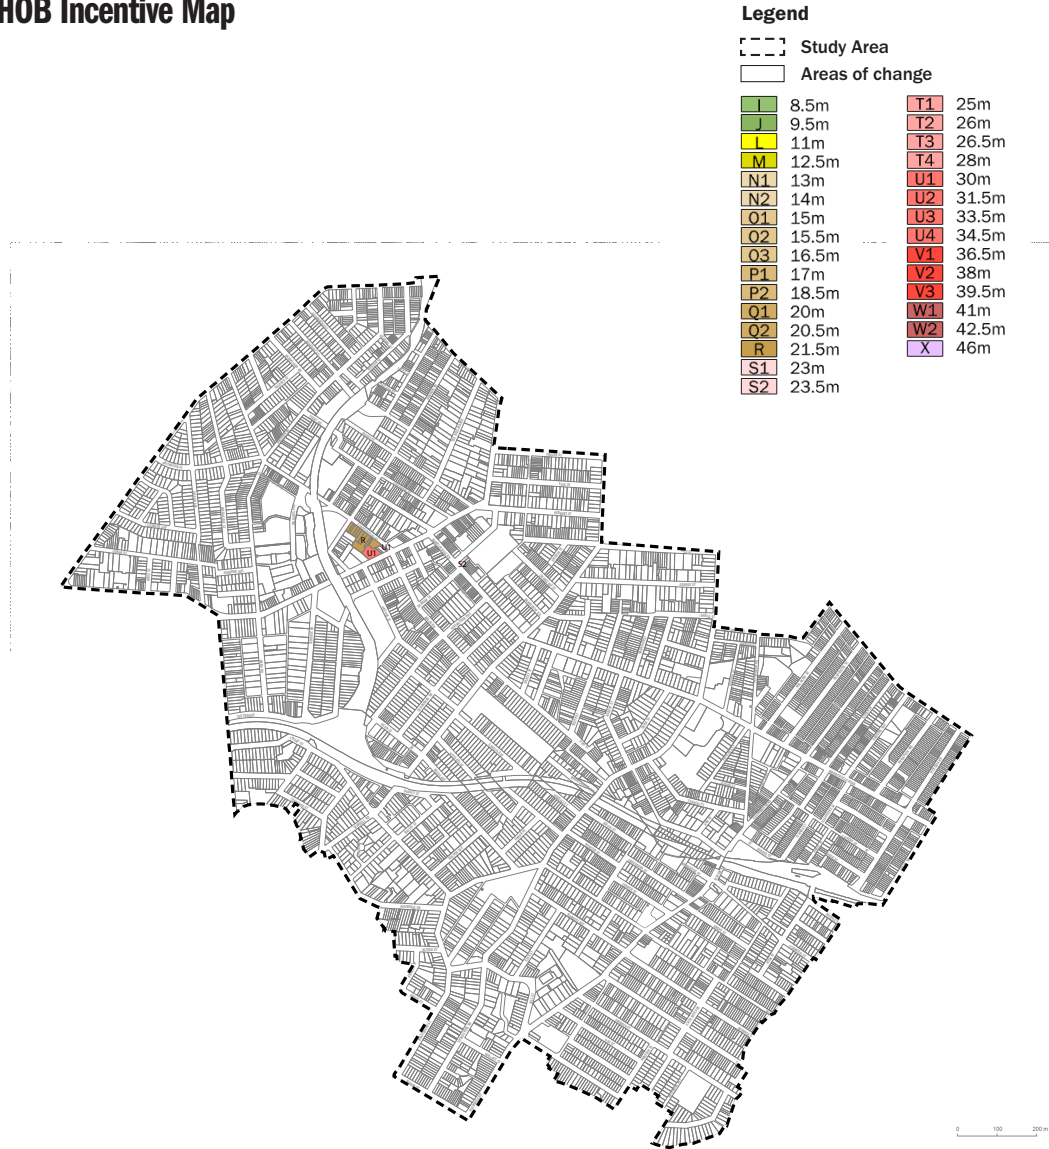 HOB Incentive Map
Legend
Study Area
Areas of change
I 8.5m
J 9.5m
L 11m
M 12.5m
N1 13m
N2 14m
O1 15m
O2 15.5m
O3 16.5m
P1 17m
P2 18.5m
Q1 20m
Q2 20.5m
R 21.5m
S1 23m
S2 23.5m
T1 25m
T2 26m
T3 26.5m
T4 28m
U1 30m
U2 31.5m
U3 33.5m
U4 34.5m
V1 36.5m
V2 38m
V3 39.5m
W1 41m
W2 42.5m
X 46m
R
U1
U1
S2
0 100 200 m